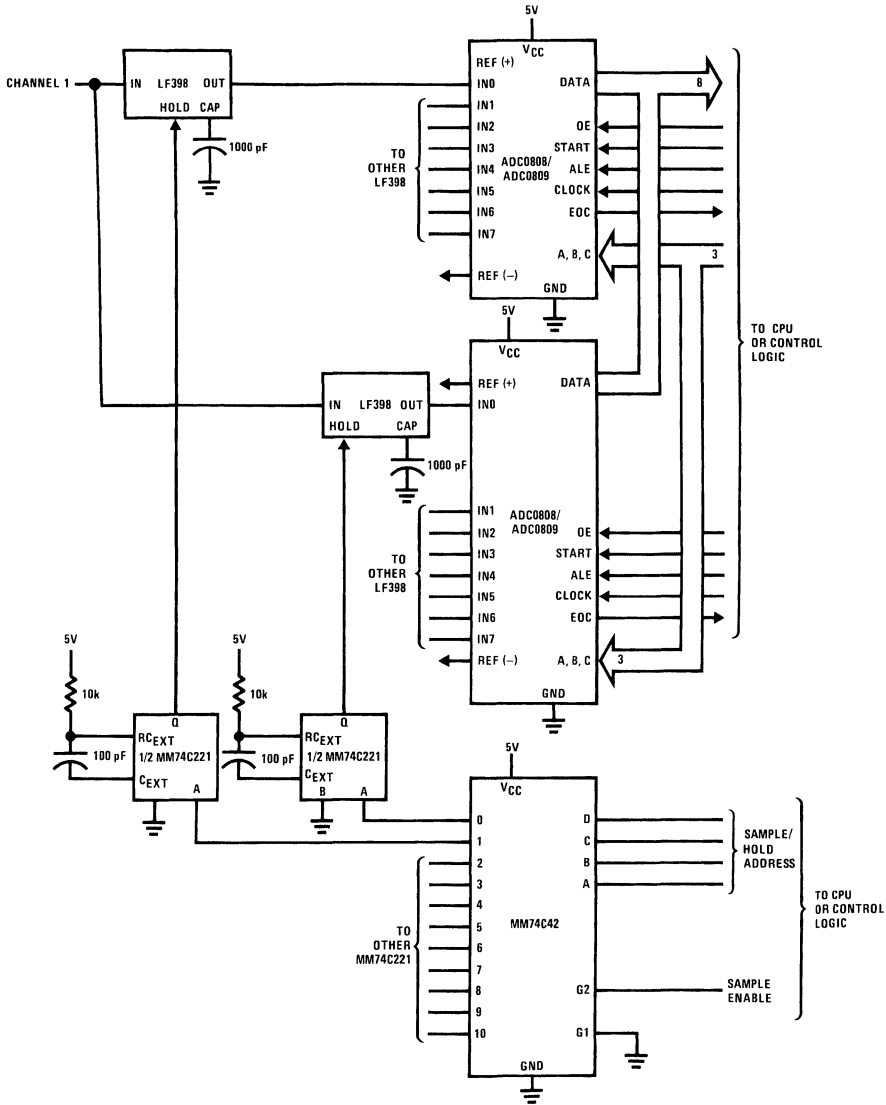 5V
VCC
REF (+)
CHANNEL 1
IN LF398 OUT
HOLD CAP
1000 pF
IN0
IN1
IN2
IN3
IN4
IN5
IN6
IN7
TO
OTHER
LF398
ADC0808/
ADC0809
DATA
8
OE
START
ALE
CLOCK
EOC
A, B, C
3
REF (−)
GND
5V
VCC
TO CPU
OR CONTROL
LOGIC
REF (+)
DATA
IN LF398 OUT
HOLD CAP
1000 pF
IN0
IN1
IN2
IN3
IN4
IN5
IN6
IN7
TO
OTHER
LF398
ADC0808/
ADC0809
OE
START
ALE
CLOCK
EOC
REF (−)
A, B, C
3
GND
5V
10k
100 pF
Q
RCEXT
1/2 MM74C221
CEXT
A
5V
10k
100 pF
Q
RCEXT
1/2 MM74C221
CEXT
B A
5V
VCC
0
1
2
3
4
5
6
7
8
9
10
TO
OTHER
MM74C221
MM74C42
D
C
B
A
SAMPLE/
HOLD
ADDRESS
TO CPU
OR CONTROL
LOGIC
G2
SAMPLE
ENABLE
G1
GND